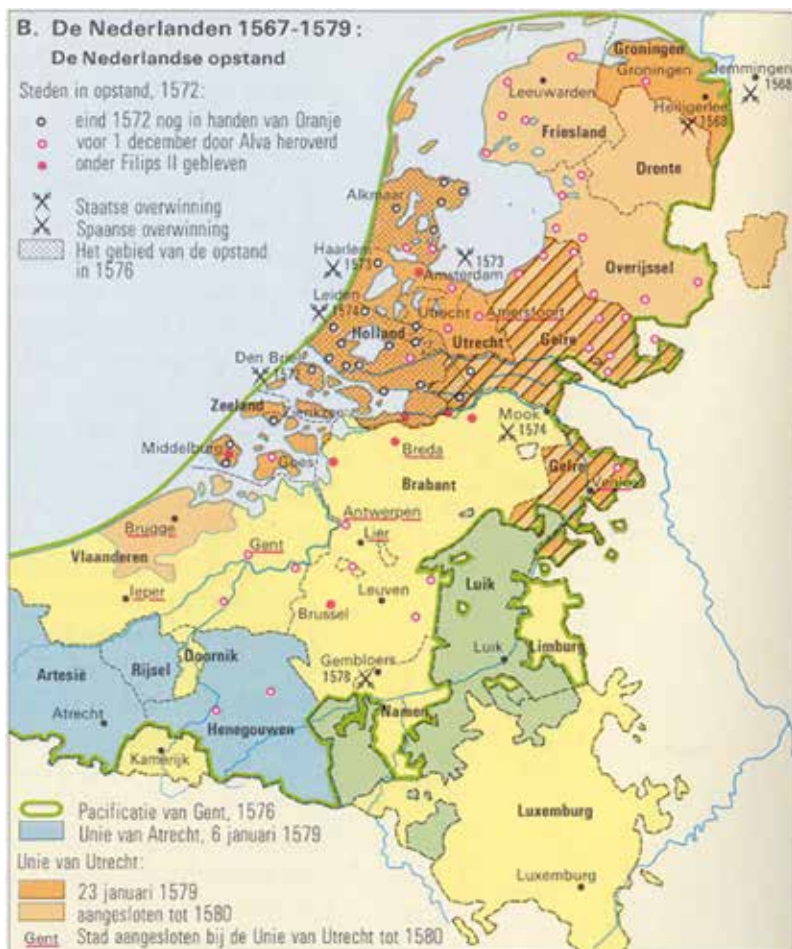 B. De Nederlanden 1567-1579:
De Nederlandse opstand
Steden in opstand, 1572:
eind 1572 nog in handen van Oranje
voor 1 december door Alva heroverd
onder Filips II gebleven
Staatse overwinning
Spaanse overwinning
Het gebied van de opstand
in 1576
Groningen
Groningen
Jemmingen
1568
Leeuwarden
Heiligerlee
1568
Friesland
Drente
Alkmaar
Haarlem
1573
1573
Amsterdam
Overijssel
Leiden
1574
Utrecht
Amersfoort
Holland
Utrecht
Gelre
Den Briel
1572
Zeeland
Zierikzee
Mook
1574
Middelburg
Goes
Breda
Gelre
Brabant
Venlo
Brugge
Antwerpen
Vlaanderen
Gent
Lier
Ieper
Leuven
Luik
Brussel
Doornik
Gembloers
1578
Luik
Limburg
Artesië
Rijsel
Atrecht
Henegouwen
Namen
Kamerijk
Luxemburg
Luxemburg
Pacificatie van Gent, 1576
Unie van Atrecht, 6 januari 1579
Unie van Utrecht:
23 januari 1579
aangesloten tot 1580
Gent Stad aangesloten bij de Unie van Utrecht tot 1580